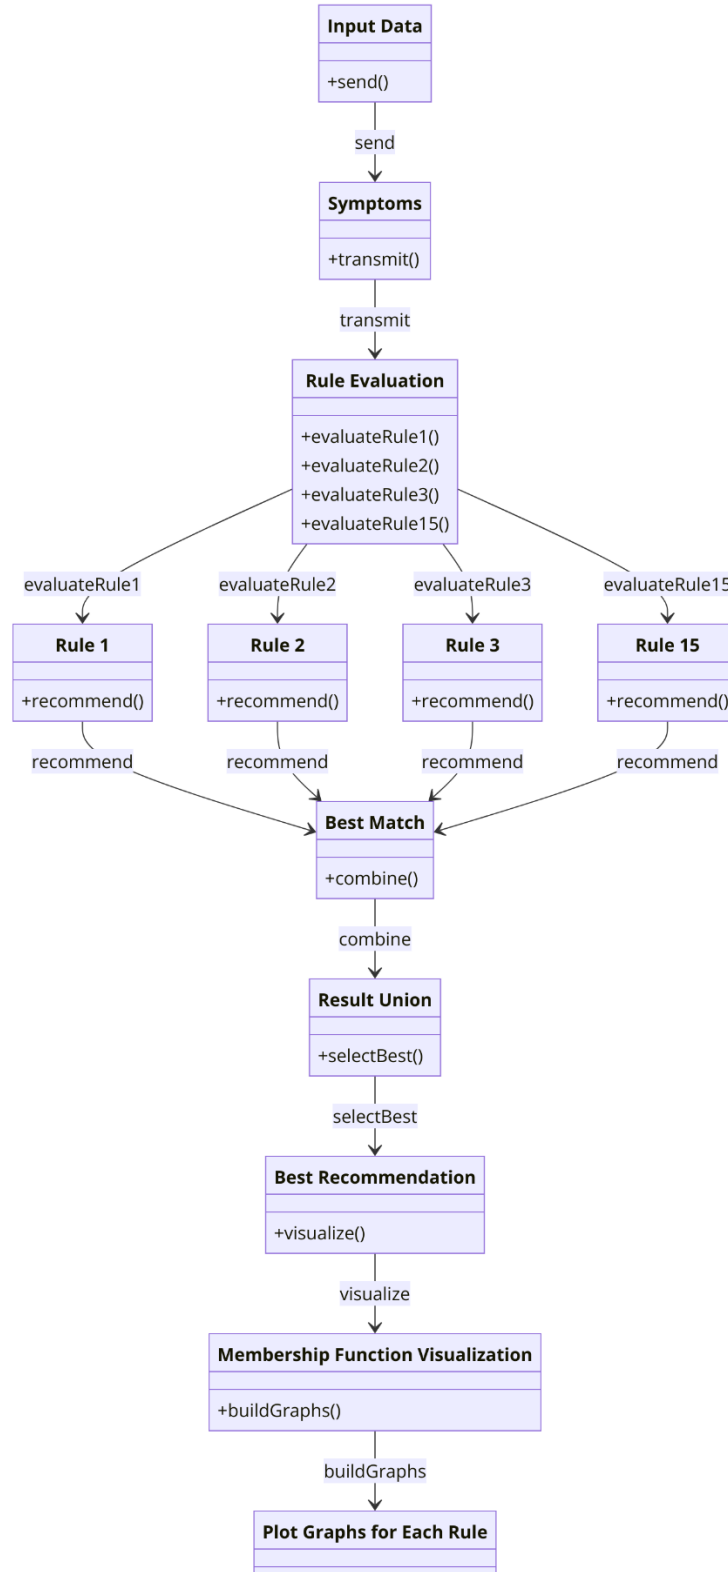 Input Data
+send()
send
Symptoms
+transmit()
transmit
Rule Evaluation
+evaluateRule1()
+evaluateRule2()
+evaluateRule3()
+evaluateRule15()
evaluateRule1
evaluateRule2
evaluateRule3
evaluateRule15
Rule 1
+recommend()
Rule 2
+recommend()
Rule 3
+recommend()
Rule 15
+recommend()
recommend
recommend
recommend
recommend
Best Match
+combine()
combine
Result Union
+selectBest()
selectBest
Best Recommendation
+visualize()
visualize
Membership Function Visualization
+buildGraphs()
buildGraphs
Plot Graphs for Each Rule